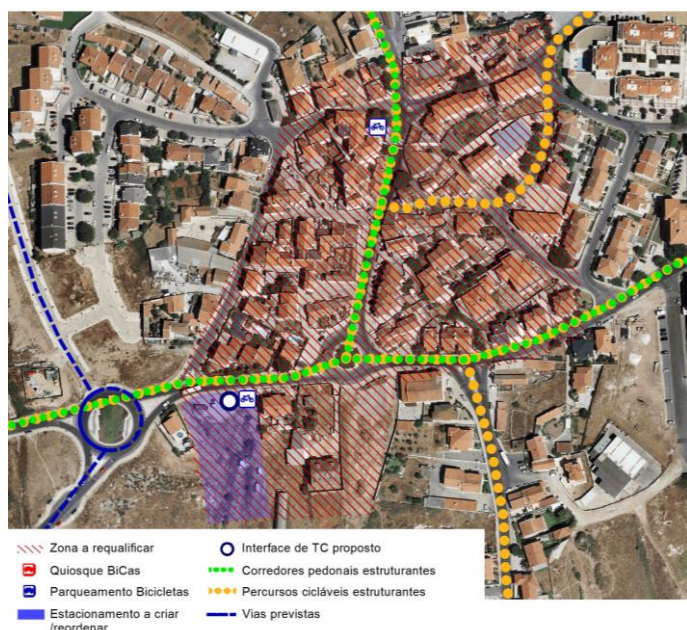 Zona a requalificar
Interface de TC proposto
Quiosque BiCas
Corredores pedonais estruturantes
Parqueamento Bicicletas
Percursos cicláveis estruturantes
Estacionamento a criar
/reordenar
Vias previstas